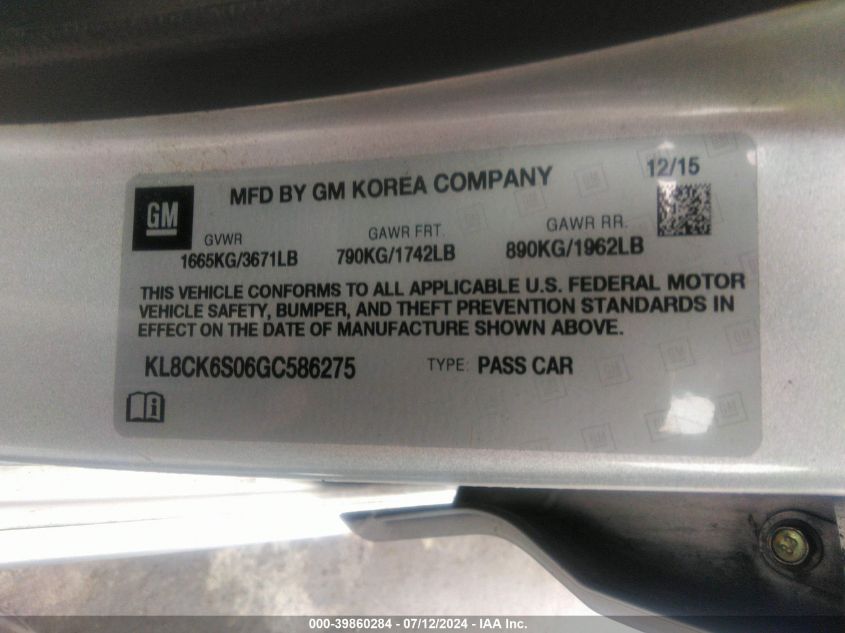 GM
MFD BY GM KOREA COMPANY
12/15
GVWR
1665KG/3671LB
GAWR FRT.
790KG/1742LB
GAWR RR.
890KG/1962LB
THIS VEHICLE CONFORMS TO ALL APPLICABLE U.S. FEDERAL MOTOR
VEHICLE SAFETY, BUMPER, AND THEFT PREVENTION STANDARDS IN
EFFECT ON THE DATE OF MANUFACTURE SHOWN ABOVE.
KL8CK6S06GC586275
TYPE: PASS CAR
000-39860284 - 07/12/2024 - IAA Inc.